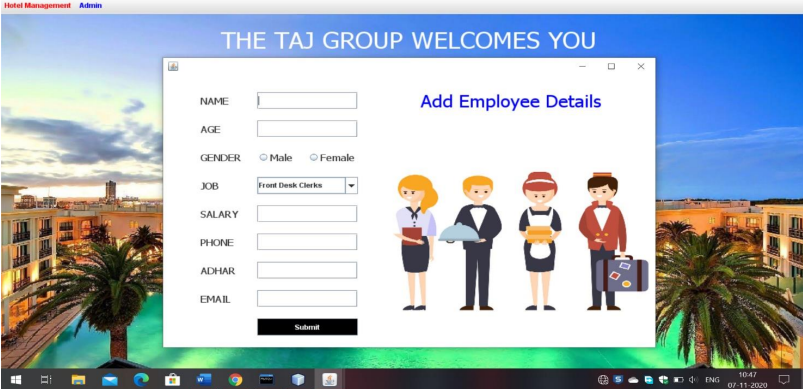 Hotel Management Admin
THE TAJ GROUP WELCOMES YOU
Add Employee Details
NAME
AGE
GENDER Male Female
JOB Front Desk Clerks
SALARY
PHONE
ADHAR
EMAIL
Submit
ENG
10:47
07-11-2020